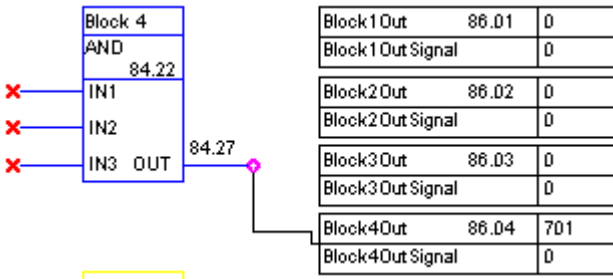 Block 4
AND
84.22
IN1
IN2
IN3 OUT
84.27
Block1Out 86.01 0
Block1OutSignal 0
Block2Out 86.02 0
Block2OutSignal 0
Block3Out 86.03 0
Block3OutSignal 0
Block4Out 86.04 701
Block4OutSignal 0